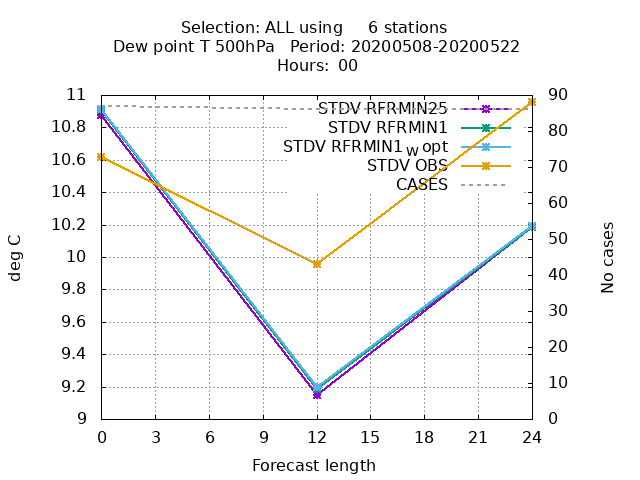 Selection: ALL using     6 stations
Dew point T 500hPa   Period: 20200508-20200522
Hours: 00
STDV RFRMIN25
STDV RFRMIN1
STDV RFRMIN1 w opt
STDV OBS
CASES
deg C
11
10.8
10.6
10.4
10.2
10
9.8
9.6
9.4
9.2
9
No cases
90
80
70
60
50
40
30
20
10
0
0 3 6 9 12 15 18 21 24
Forecast length